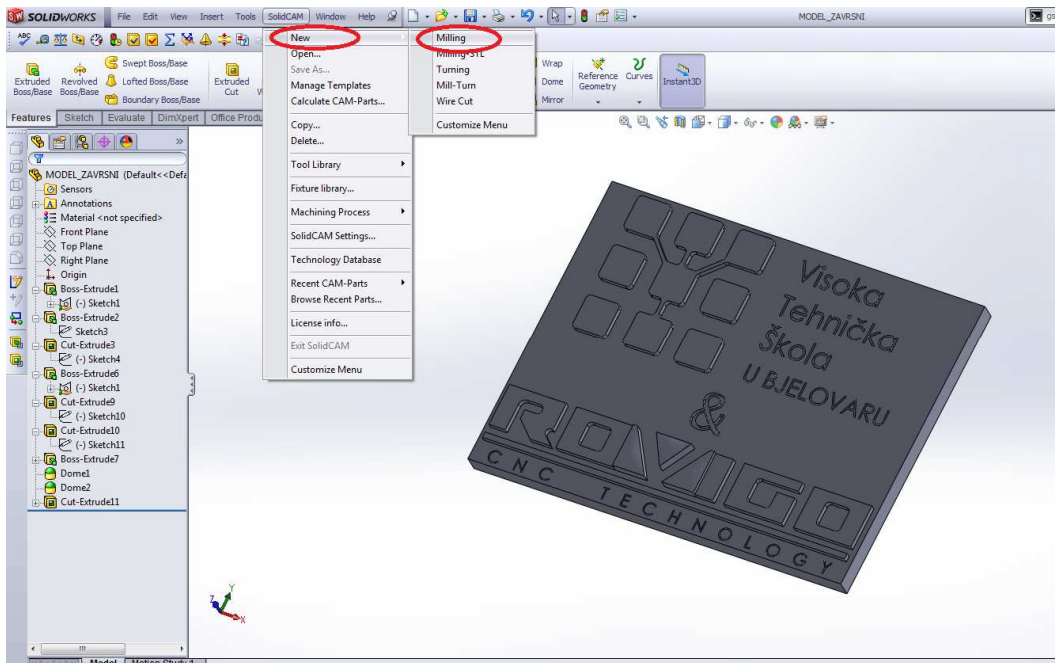 SOLIDWORKS File Edit View Insert Tools SolidCAM Window Help MODEL_ZAVRSNI
Extruded Boss/Base
Revolved Boss/Base
Swept Boss/Base
Lofted Boss/Base
Boundary Boss/Base
Extruded Cut
Wrap
Dome
Mirror
Reference Geometry
Curves
Instant3D
Features Sketch Evaluate DimXpert Office Produ
New
Open...
Save As...
Manage Templates
Calculate CAM-Parts...
Copy...
Delete...
Tool Library
Fixture library...
Machining Process
SolidCAM Settings...
Technology Database
Recent CAM-Parts
Browse Recent Parts...
License info...
Exit SolidCAM
Customize Menu
Milling
Milling-STL
Turning
Mill-Turn
Wire Cut
Customize Menu
MODEL_ZAVRSNI (Default<<Defa
Sensors
Annotations
Material <not specified>
Front Plane
Top Plane
Right Plane
Origin
Boss-Extrude1
(-) Sketch1
Boss-Extrude2
Sketch3
Cut-Extrude3
(-) Sketch4
Boss-Extrude6
(-) Sketch1
Cut-Extrude9
(-) Sketch10
Cut-Extrude10
(-) Sketch11
Boss-Extrude7
Dome1
Dome2
Cut-Extrude11
Visoka
Tehnička
Škola
U BJELOVARU
&
ROVIGO
CNC TECHNOLOGY
Y
Z
X
Model Motion Study 1